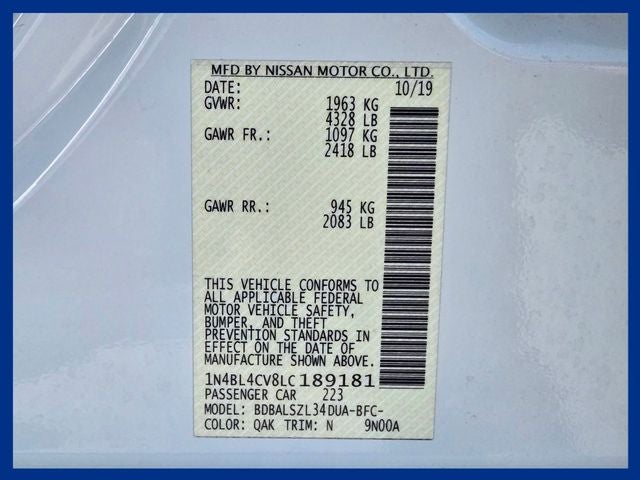 MFD BY NISSAN MOTOR CO., LTD.
DATE: 10/19
GVWR: 1963 KG
4328 LB
GAWR FR.: 1097 KG
2418 LB
GAWR RR.: 945 KG
2083 LB
THIS VEHICLE CONFORMS TO
ALL APPLICABLE FEDERAL
MOTOR VEHICLE SAFETY,
BUMPER, AND THEFT
PREVENTION STANDARDS IN
EFFECT ON THE DATE OF
MANUFACTURE SHOWN ABOVE.
1N4BL4CV8LC189181
PASSENGER CAR 223
MODEL: BDBALSZL34DUA-BFC-
COLOR: QAK TRIM: N 9N00A